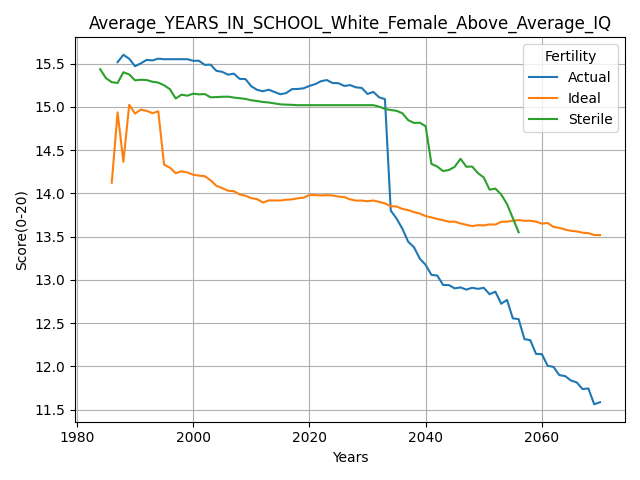 Average_YEARS_IN_SCHOOL_White_Female_Above_Average_IQ
Fertility
Actual
Ideal
Sterile
Score(0-20)
15.5
15.0
14.5
14.0
13.5
13.0
12.5
12.0
11.5
1980
2000
2020
2040
2060
Years